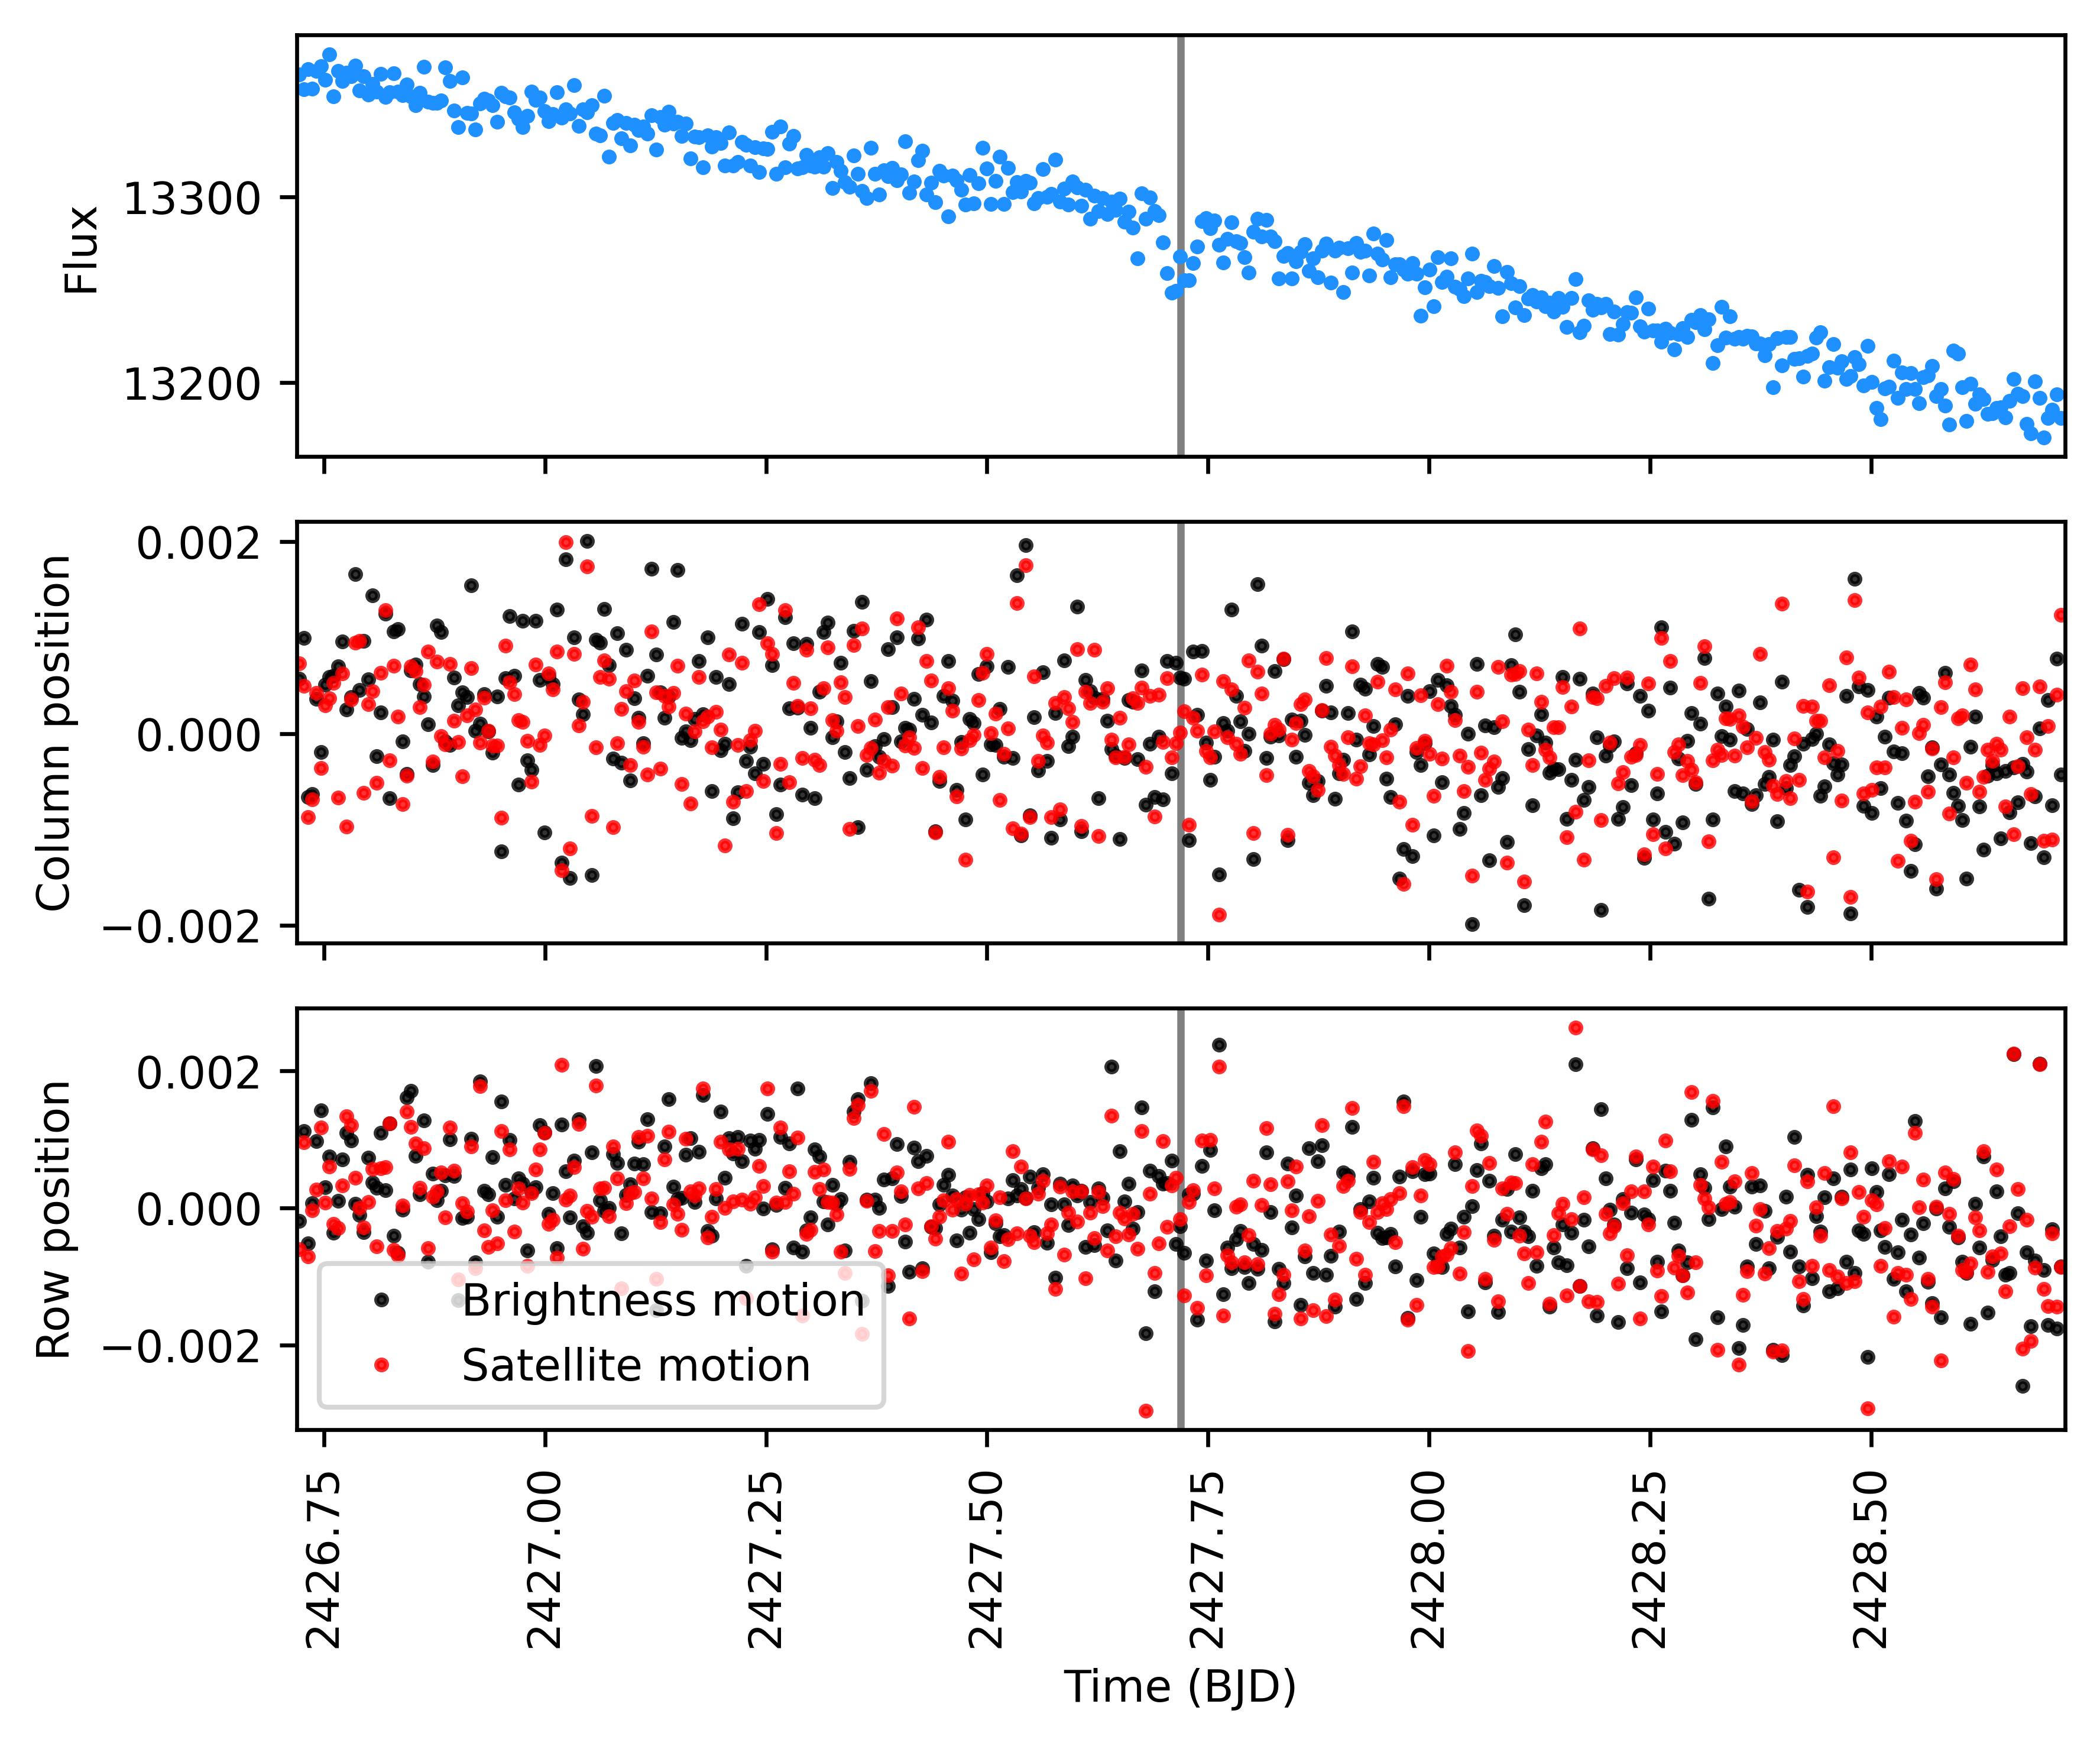 Flux
13300
13200
Column position
0.002
0.000
−0.002
Row position
0.002
0.000
−0.002
Brightness motion
Satellite motion
2426.75
2427.00
2427.25
2427.50
2427.75
2428.00
2428.25
2428.50
Time (BJD)